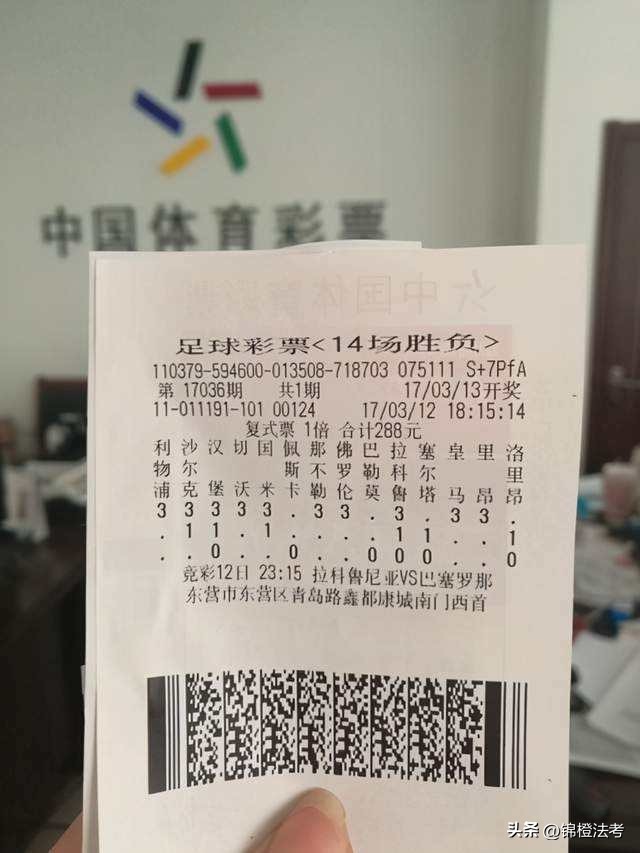 中国体育彩票
足球彩票<14场胜负>
110379-594600-013508-718703 075111 S+7PfA
第 17036期 共1期 17/03/13开奖
11-011191-101 00124 17/03/12 18:15:14
复式票 1倍 合计288元
利 沙 汉 切 国 佩 那 佛 巴 拉 塞 皇 里 洛
物 尔 斯 不 罗 勒 科 尔 里
浦 克 堡 沃 米 卡 勒 伦 莫 鲁 塔 马 昂 昂
3 3 3 3 3 . 3 3 . 3 . 3 3 .
. 1 1 . 1 . . . . 1 1 . . 1
. . 0 . . 0 . . 0 0 0 . . 0
竞彩12日 23:15 拉科鲁尼亚VS巴塞罗那
东营市东营区青岛路鑫都康城南门西首
头条 @锦橙法考